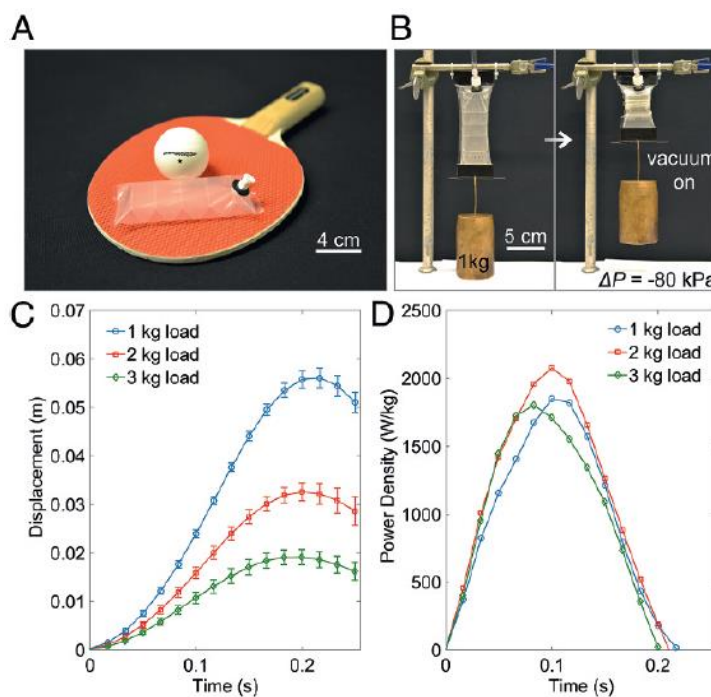 A
4 cm
B
vacuum
on
1kg
5 cm
ΔP = -80 kPa
C
0.07
0.06
0.05
0.04
0.03
0.02
0.01
0
Displacement (m)
1 kg load
2 kg load
3 kg load
0
0.1
0.2
Time (s)
D
2500
2000
1500
1000
500
0
Power Density (W/kg)
1 kg load
2 kg load
3 kg load
0
0.1
0.2
Time (s)